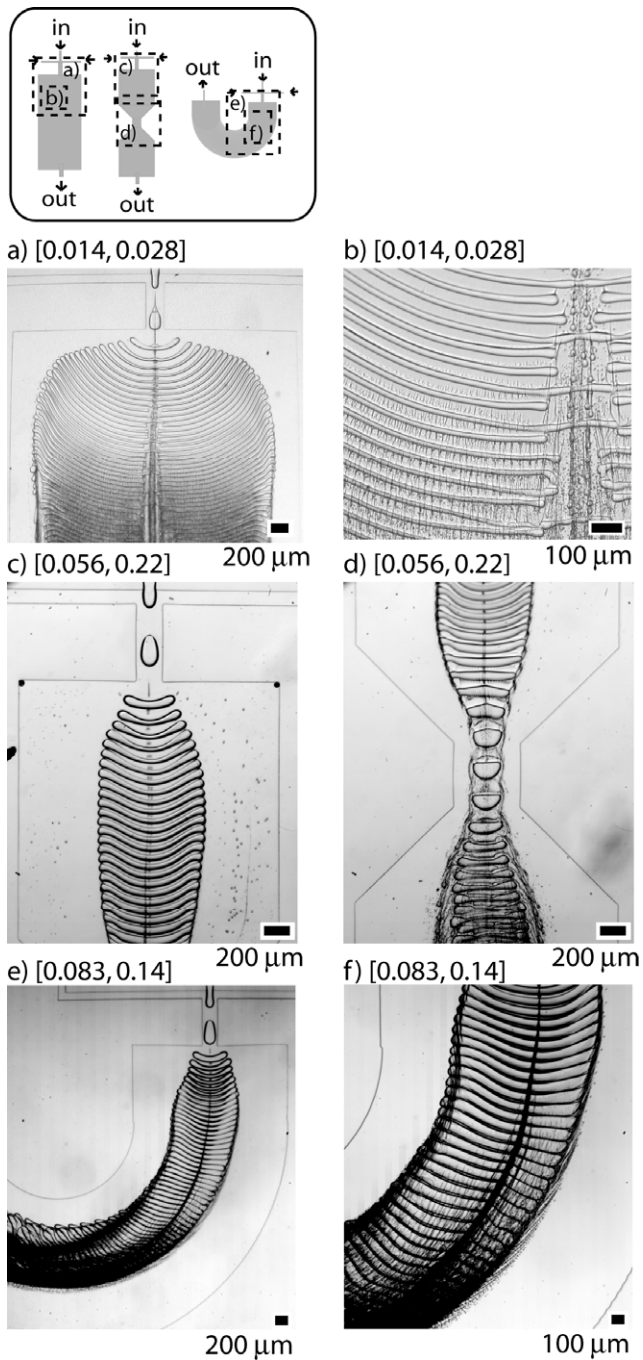 in
in
a)
c)
in
out
e)
b)
d)
f)
out
out
a) [0.014, 0.028]
b) [0.014, 0.028]
200 µm
100 µm
c) [0.056, 0.22]
d) [0.056, 0.22]
200 µm
200 µm
e) [0.083, 0.14]
f) [0.083, 0.14]
200 µm
100 µm